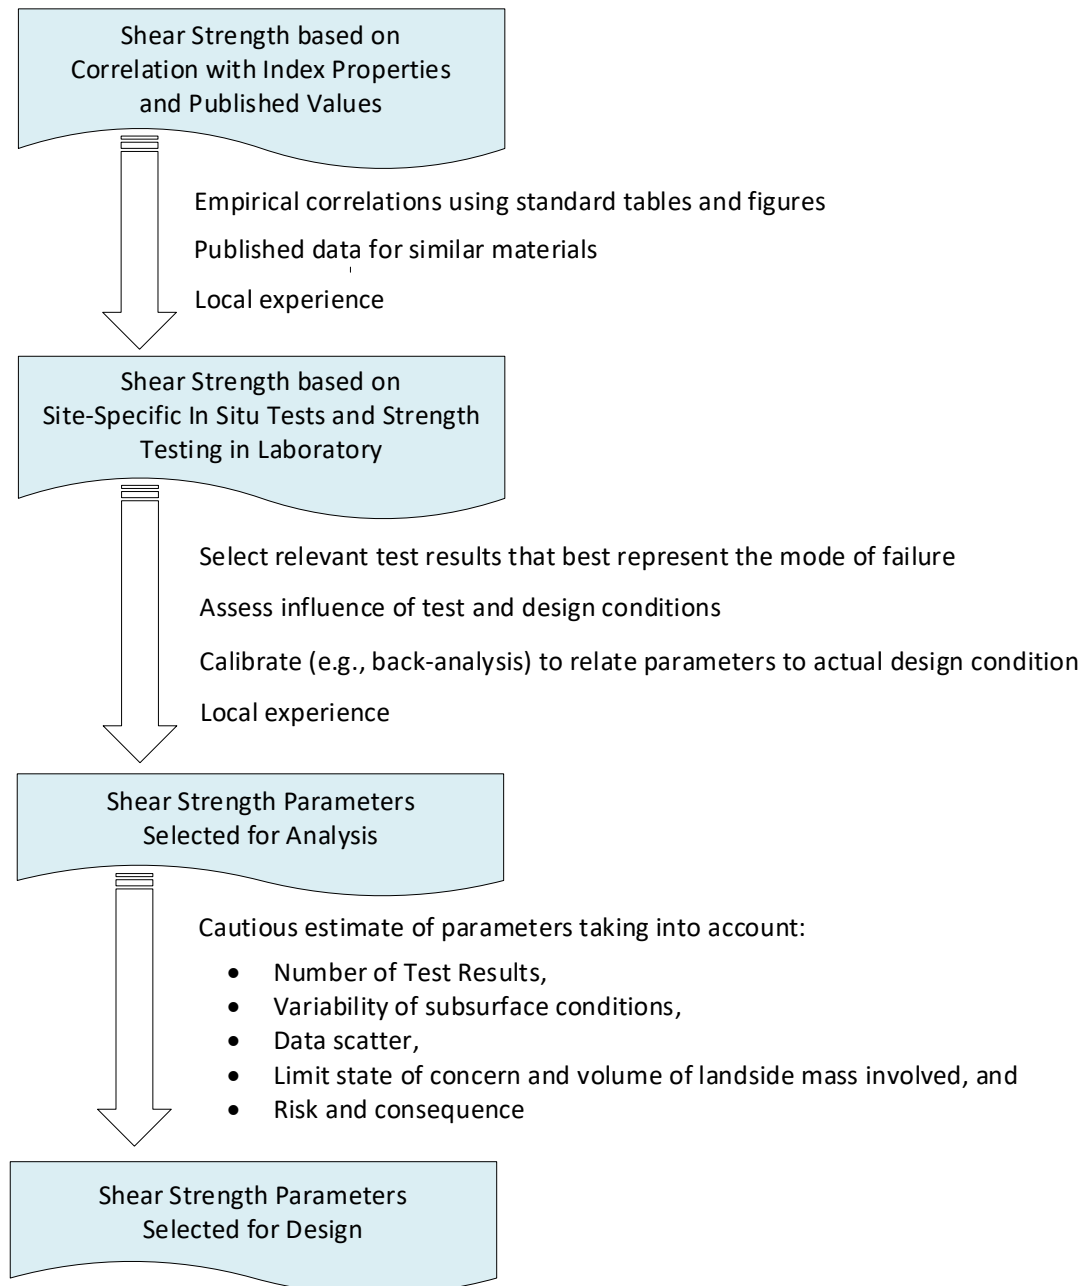 Shear Strength based on
Correlation with Index Properties
and Published Values
Empirical correlations using standard tables and figures
Published data for similar materials
Local experience
Shear Strength based on
Site-Specific In Situ Tests and Strength
Testing in Laboratory
Select relevant test results that best represent the mode of failure
Assess influence of test and design conditions
Calibrate (e.g., back-analysis) to relate parameters to actual design condition
Local experience
Shear Strength Parameters
Selected for Analysis
Cautious estimate of parameters taking into account:
• Number of Test Results,
• Variability of subsurface conditions,
• Data scatter,
• Limit state of concern and volume of landside mass involved, and
• Risk and consequence
Shear Strength Parameters
Selected for Design